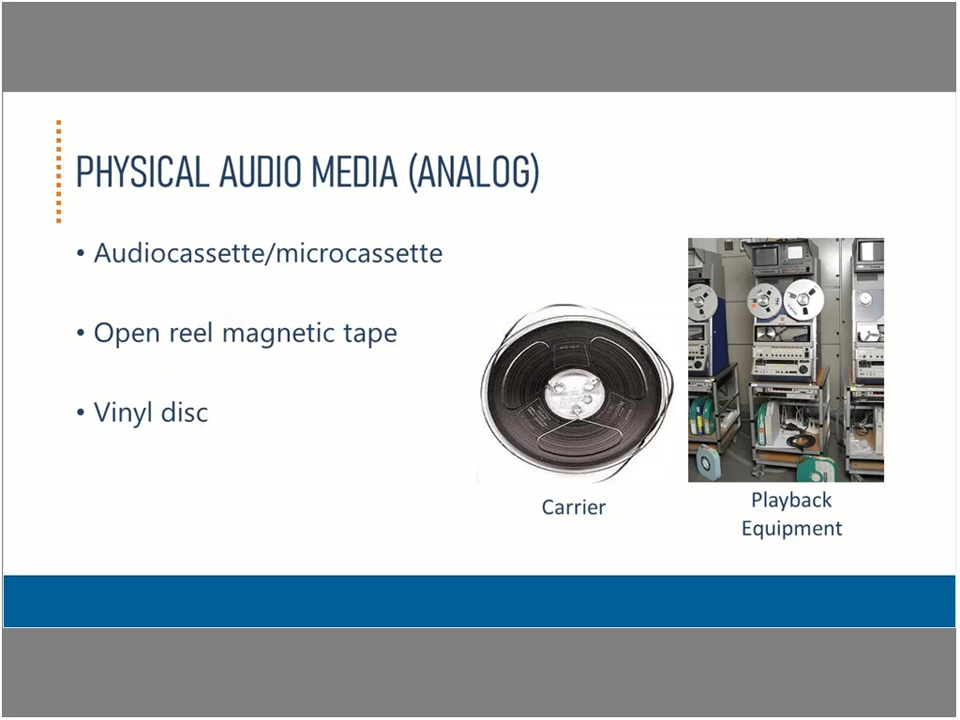 PHYSICAL AUDIO MEDIA (ANALOG)
• Audiocassette/microcassette
• Open reel magnetic tape
• Vinyl disc
Carrier
Playback
Equipment